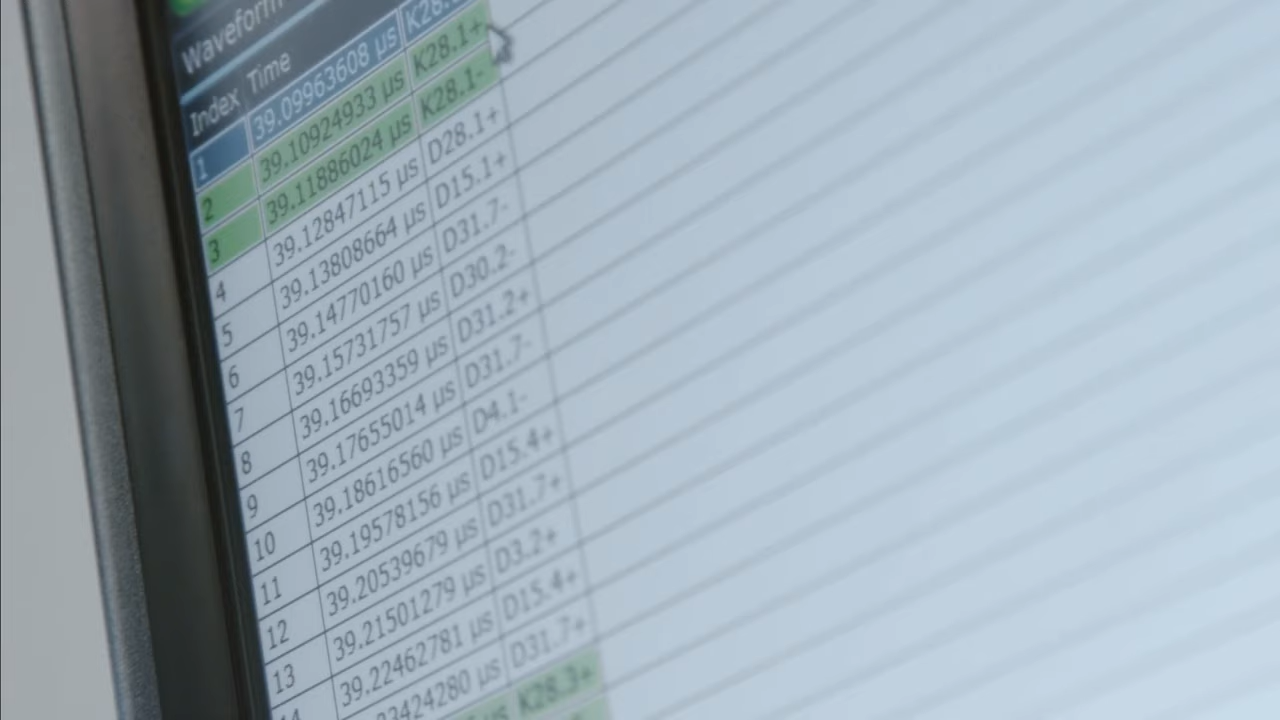 Waveform
Index Time
1 39.09963608 µs
2 39.10924933 µs K28.1+
3 39.11886024 µs K28.1-
4 39.12847115 µs D28.1+
5 39.13808664 µs D15.1+
6 39.14770160 µs D31.7-
7 39.15731757 µs D30.2-
8 39.16693359 µs D31.2+
9 39.17655014 µs D31.7-
10 39.18616560 µs D4.1-
11 39.19578156 µs D15.4+
12 39.20539679 µs D31.7+
13 39.21501279 µs D3.2+
14 39.22462781 µs D15.4+
23424280 µs D31.7+
µs K28.3+